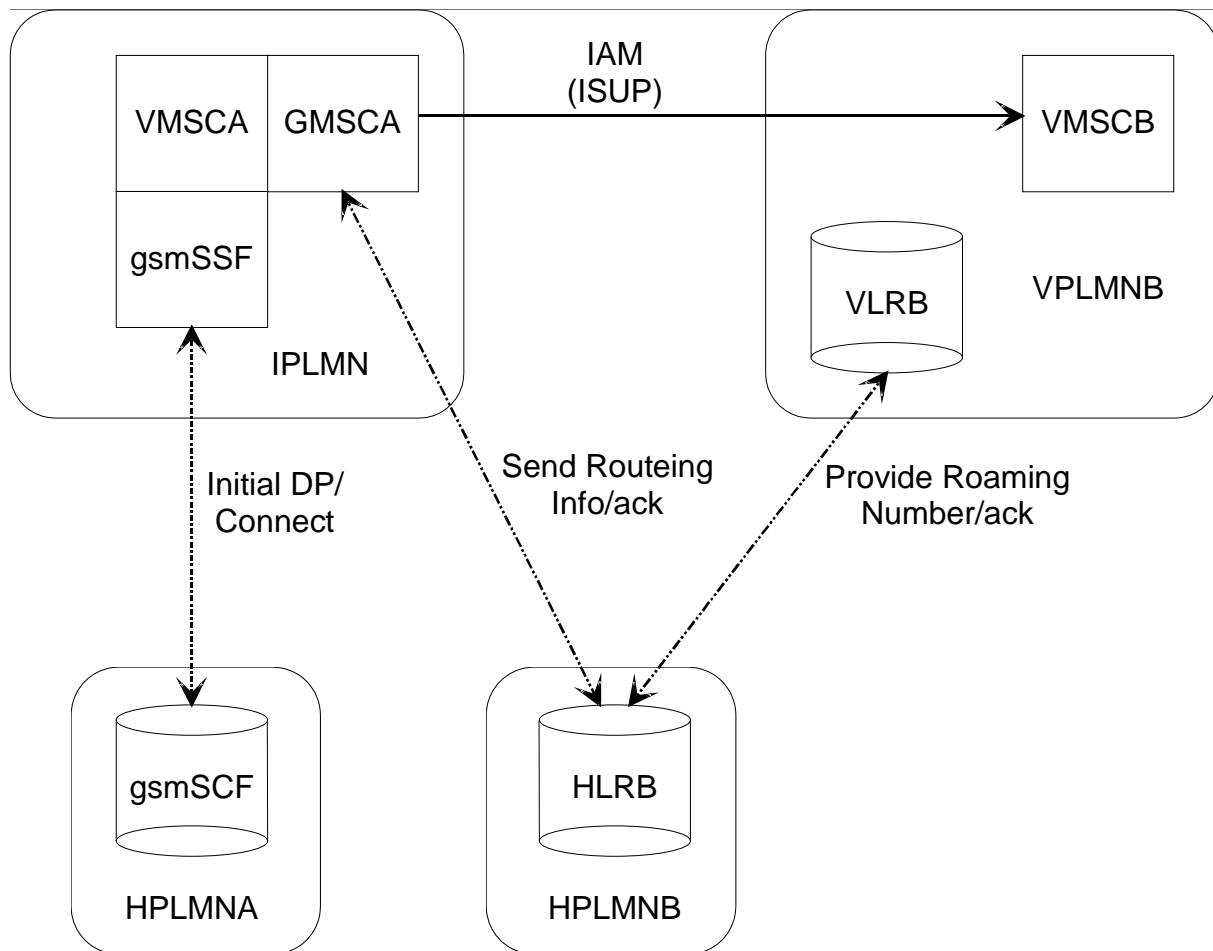 IAM
(ISUP)
VMSCA
GMSCA
VMSCB
gsmSSF
VLRB
VPLMNB
IPLMN
Initial DP/
Connect
Send Routeing
Info/ack
Provide Roaming
Number/ack
gsmSCF
HLRB
HPLMNA
HPLMNB